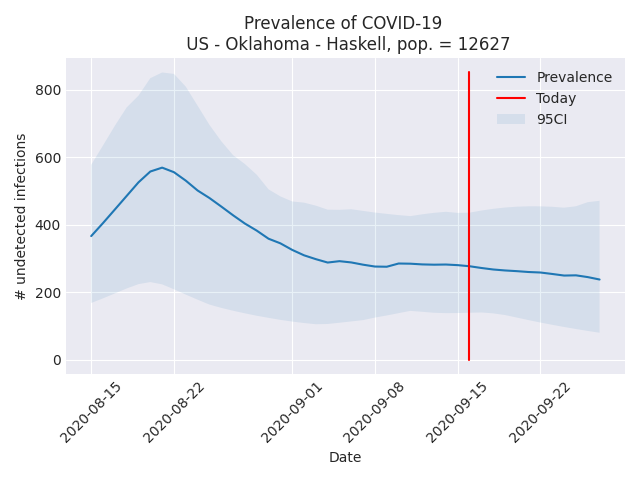 Prevalence of COVID-19
US - Oklahoma - Haskell, pop. = 12627
Prevalence
Today
95CI
# undetected infections
800
600
400
200
0
2020-08-15
2020-08-22
2020-09-01
2020-09-08
2020-09-15
2020-09-22
Date